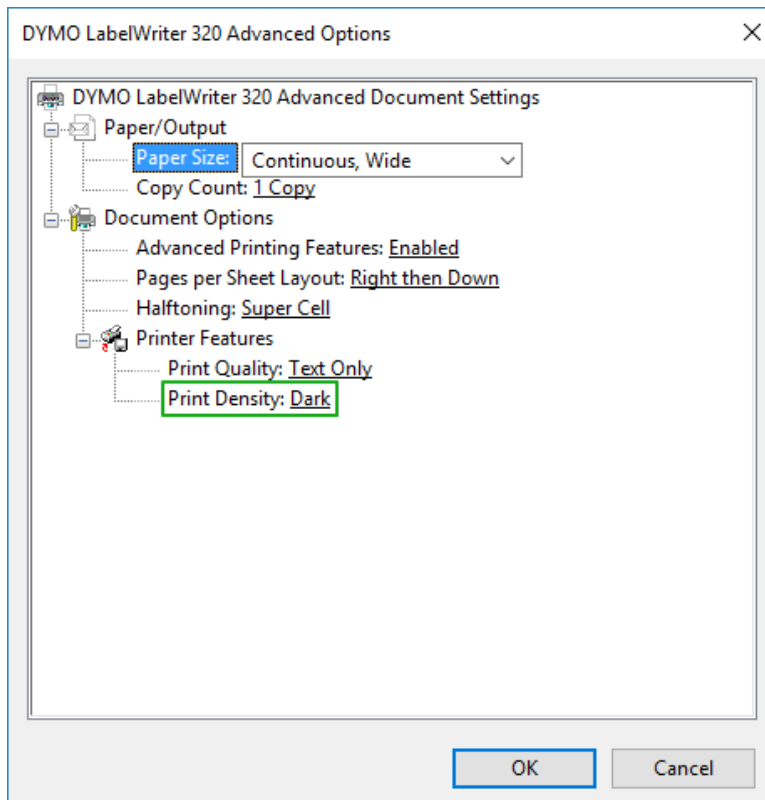 DYMO LabelWriter 320 Advanced Options
DYMO LabelWriter 320 Advanced Document Settings
Paper/Output
Paper Size: Continuous, Wide
Copy Count: 1 Copy
Document Options
Advanced Printing Features: Enabled
Pages per Sheet Layout: Right then Down
Halftoning: Super Cell
Printer Features
Print Quality: Text Only
Print Density: Dark
OK Cancel